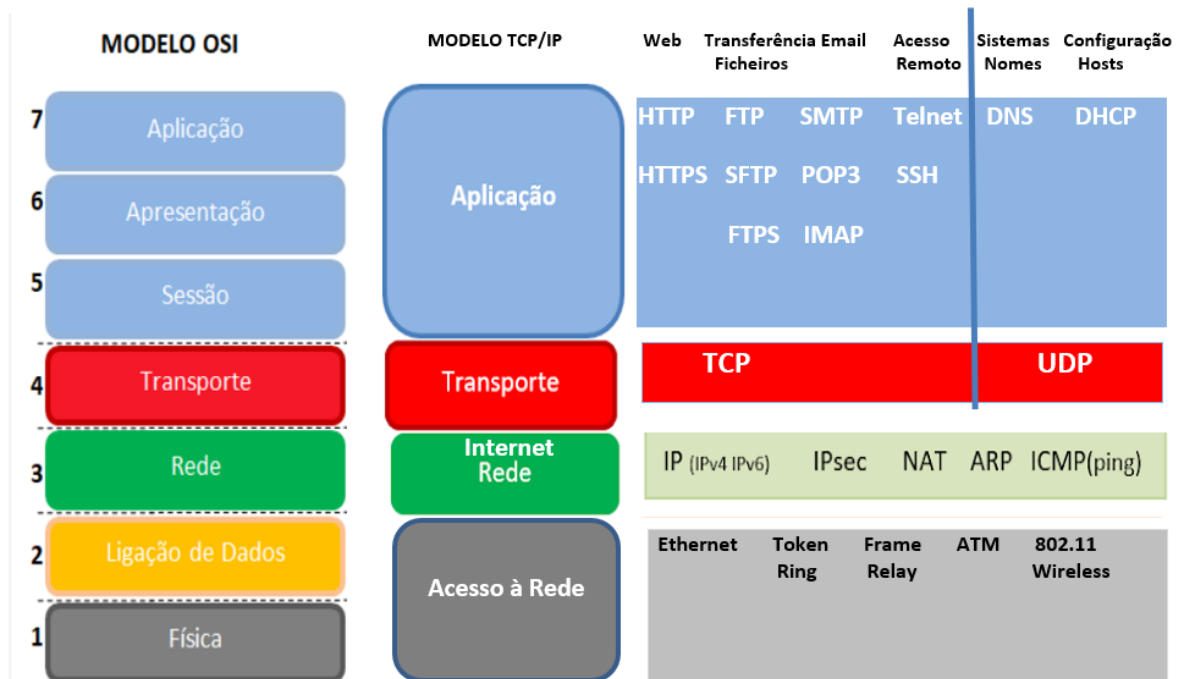 MODELO OSI
7
Aplicação
6
Apresentação
5
Sessão
4
Transporte
3
Rede
2
Ligação de Dados
1
Física
MODELO TCP/IP
Aplicação
Transporte
Internet
Rede
Acesso à Rede
Web Transferência Email Acesso Sistemas Configuração
Ficheiros Remoto Nomes Hosts
HTTP FTP SMTP Telnet DNS DHCP
HTTPS SFTP POP3 SSH
FTPS IMAP
TCP UDP
IP (IPv4 IPv6) IPsec NAT ARP ICMP(ping)
Ethernet Token Frame ATM 802.11
Ring Relay Wireless